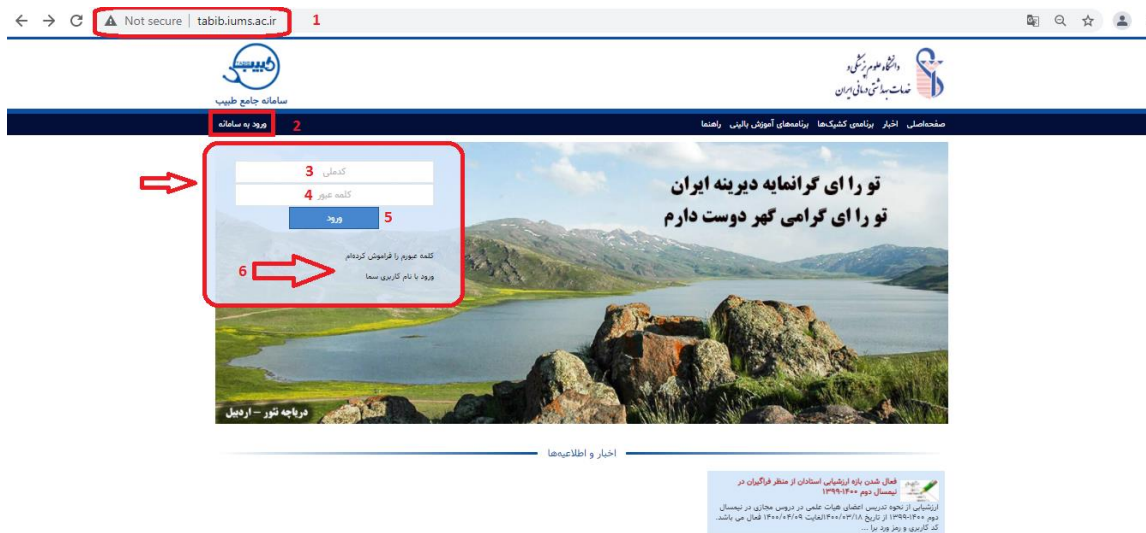 Not secure | tabib.iums.ac.ir 1
دانشگاه علوم پزشکی و
خدمات بهداشتی درمانی ایران
طبیب
سامانه جامع طبیب
صفحه‌اصلی اخبار برنامه‌ی کشیک‌ها برنامه‌های آموزش بالینی راهنما
ورود به سامانه 2
کدملی 3
کلمه عبور 4
ورود 5
کلمه عبورم را فراموش کرده‌ام
ورود با نام کاربری سما
6
تو را ای گرانمایه دیرینه ایران
تو را ای گرامی گهر دوست دارم
دریاچه نئور – اردبیل
اخبار و اطلاعیه‌ها
فعال شدن بازه ارزشیابی استادان از منظر فراگیران در
نیمسال دوم ۱۴۰۰-۱۳۹۹
ارزشیابی از نحوه تدریس اعضای هیات علمی در دروس مجازی در نیمسال
دوم ۱۴۰۰-۱۳۹۹ از تاریخ ۱۴۰۰/۰۳/۱۸ لغایت ۱۴۰۰/۰۴/۰۹ فعال می باشد.
کد کاربری و رمز ورد برا ...